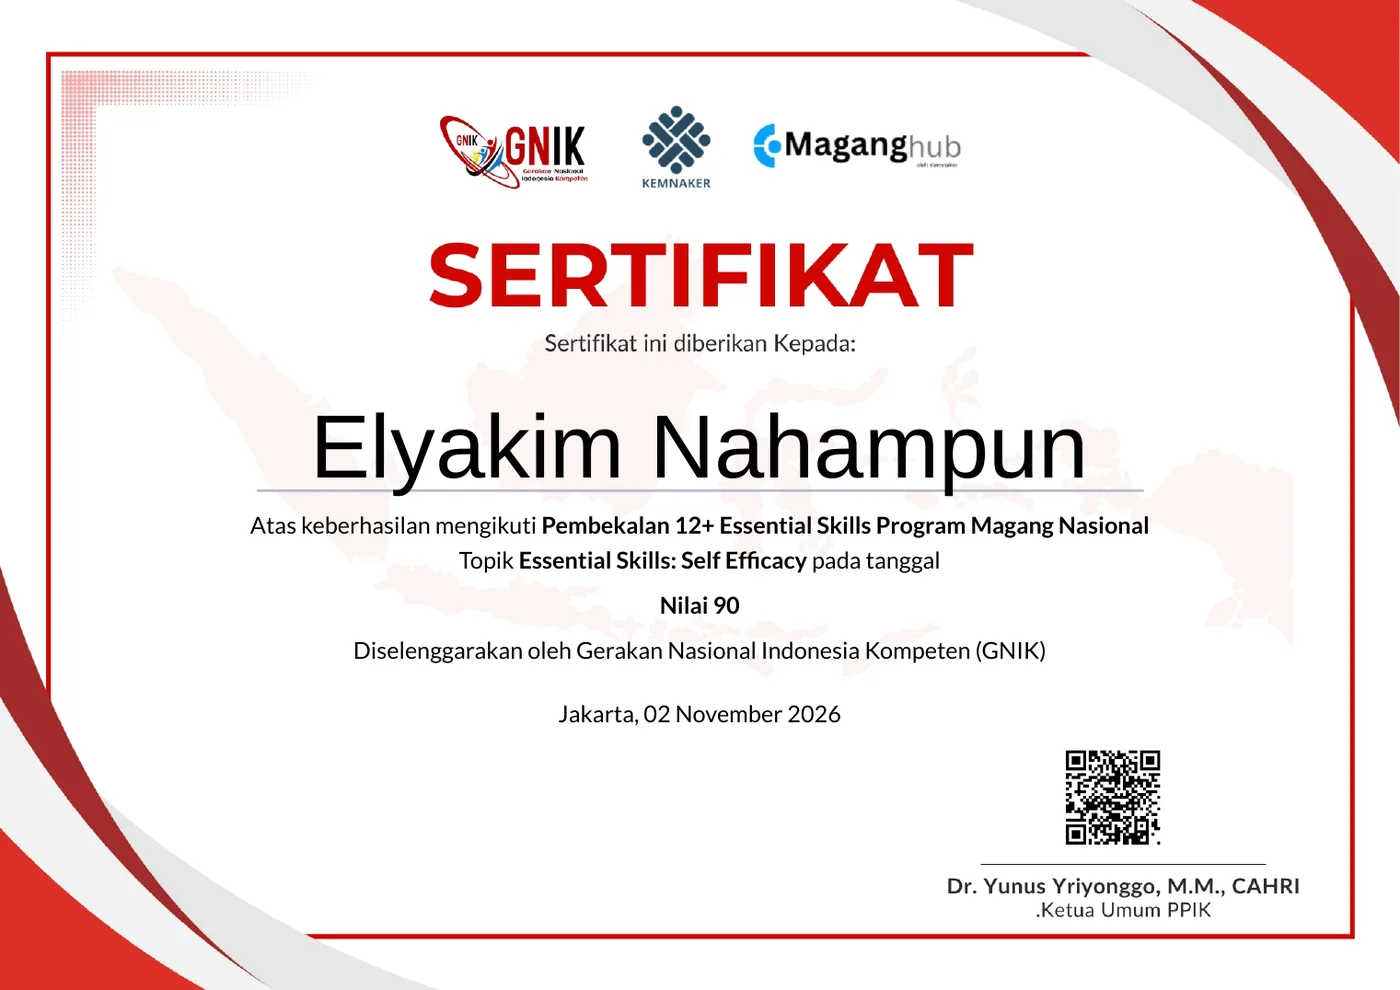 GNIK
GNIK
Gerakan Nasional
Indonesia Kompeten
KEMNAKER
Maganghub
oleh Kemnaker
SERTIFIKAT
Sertifikat ini diberikan Kepada:
Elyakim Nahampun
Atas keberhasilan mengikuti Pembekalan 12+ Essential Skills Program Magang Nasional
Topik Essential Skills: Self Efficacy pada tanggal
Nilai 90
Diselenggarakan oleh Gerakan Nasional Indonesia Kompeten (GNIK)
Jakarta, 02 November 2026
Dr. Yunus Yriyonggo, M.M., CAHRI
.Ketua Umum PPIK